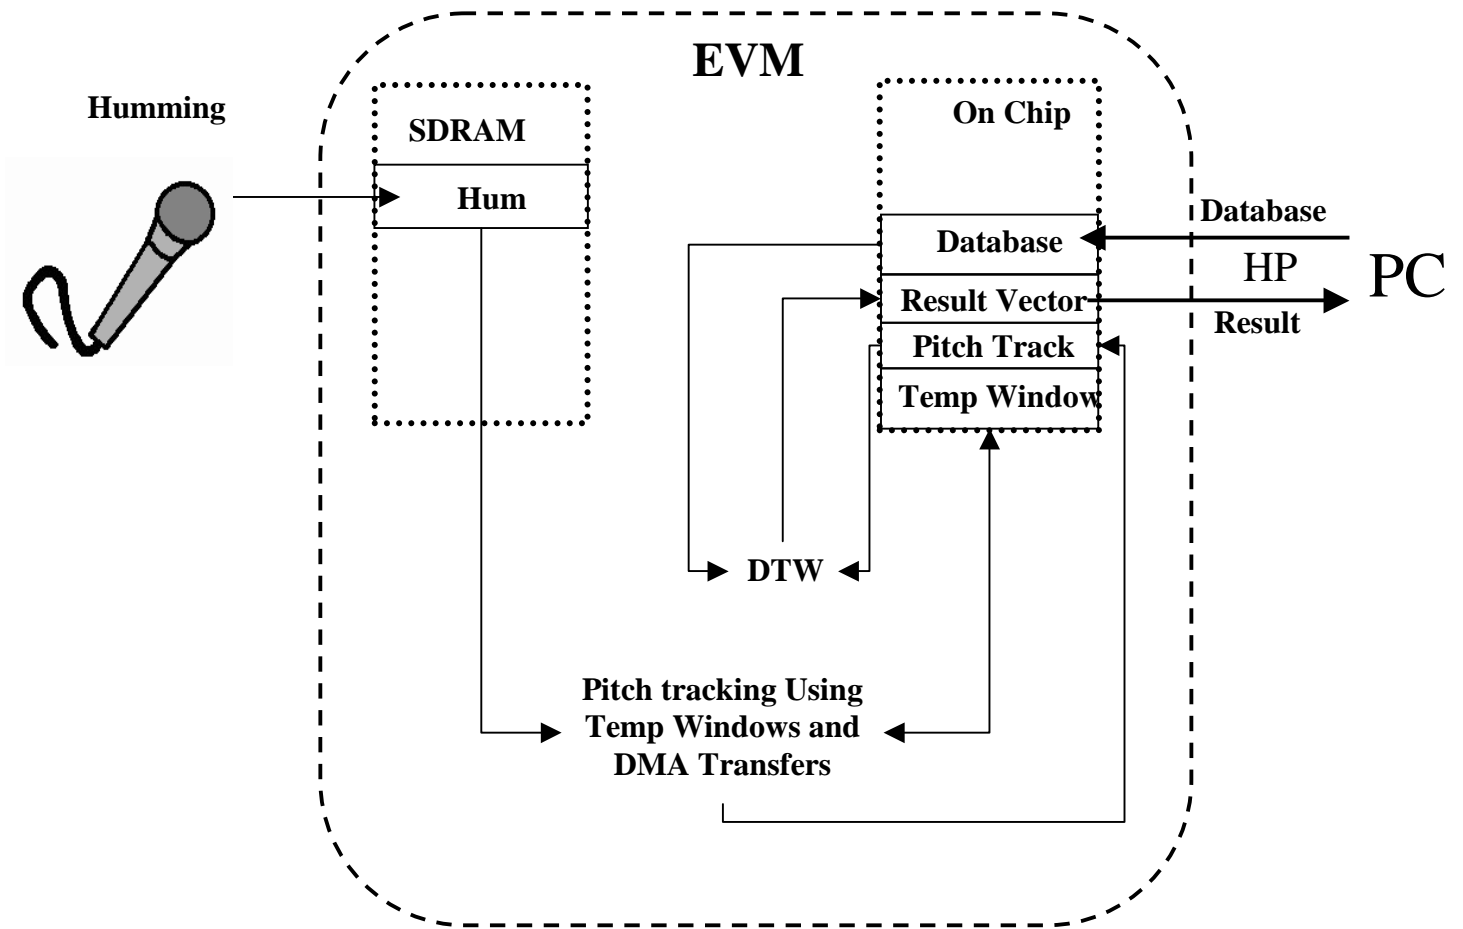 EVM
Humming
SDRAM
Hum
On Chip
Database
Result Vector
Pitch Track
Temp Window
Database
HP
Result
PC
DTW
Pitch tracking Using
Temp Windows and
DMA Transfers